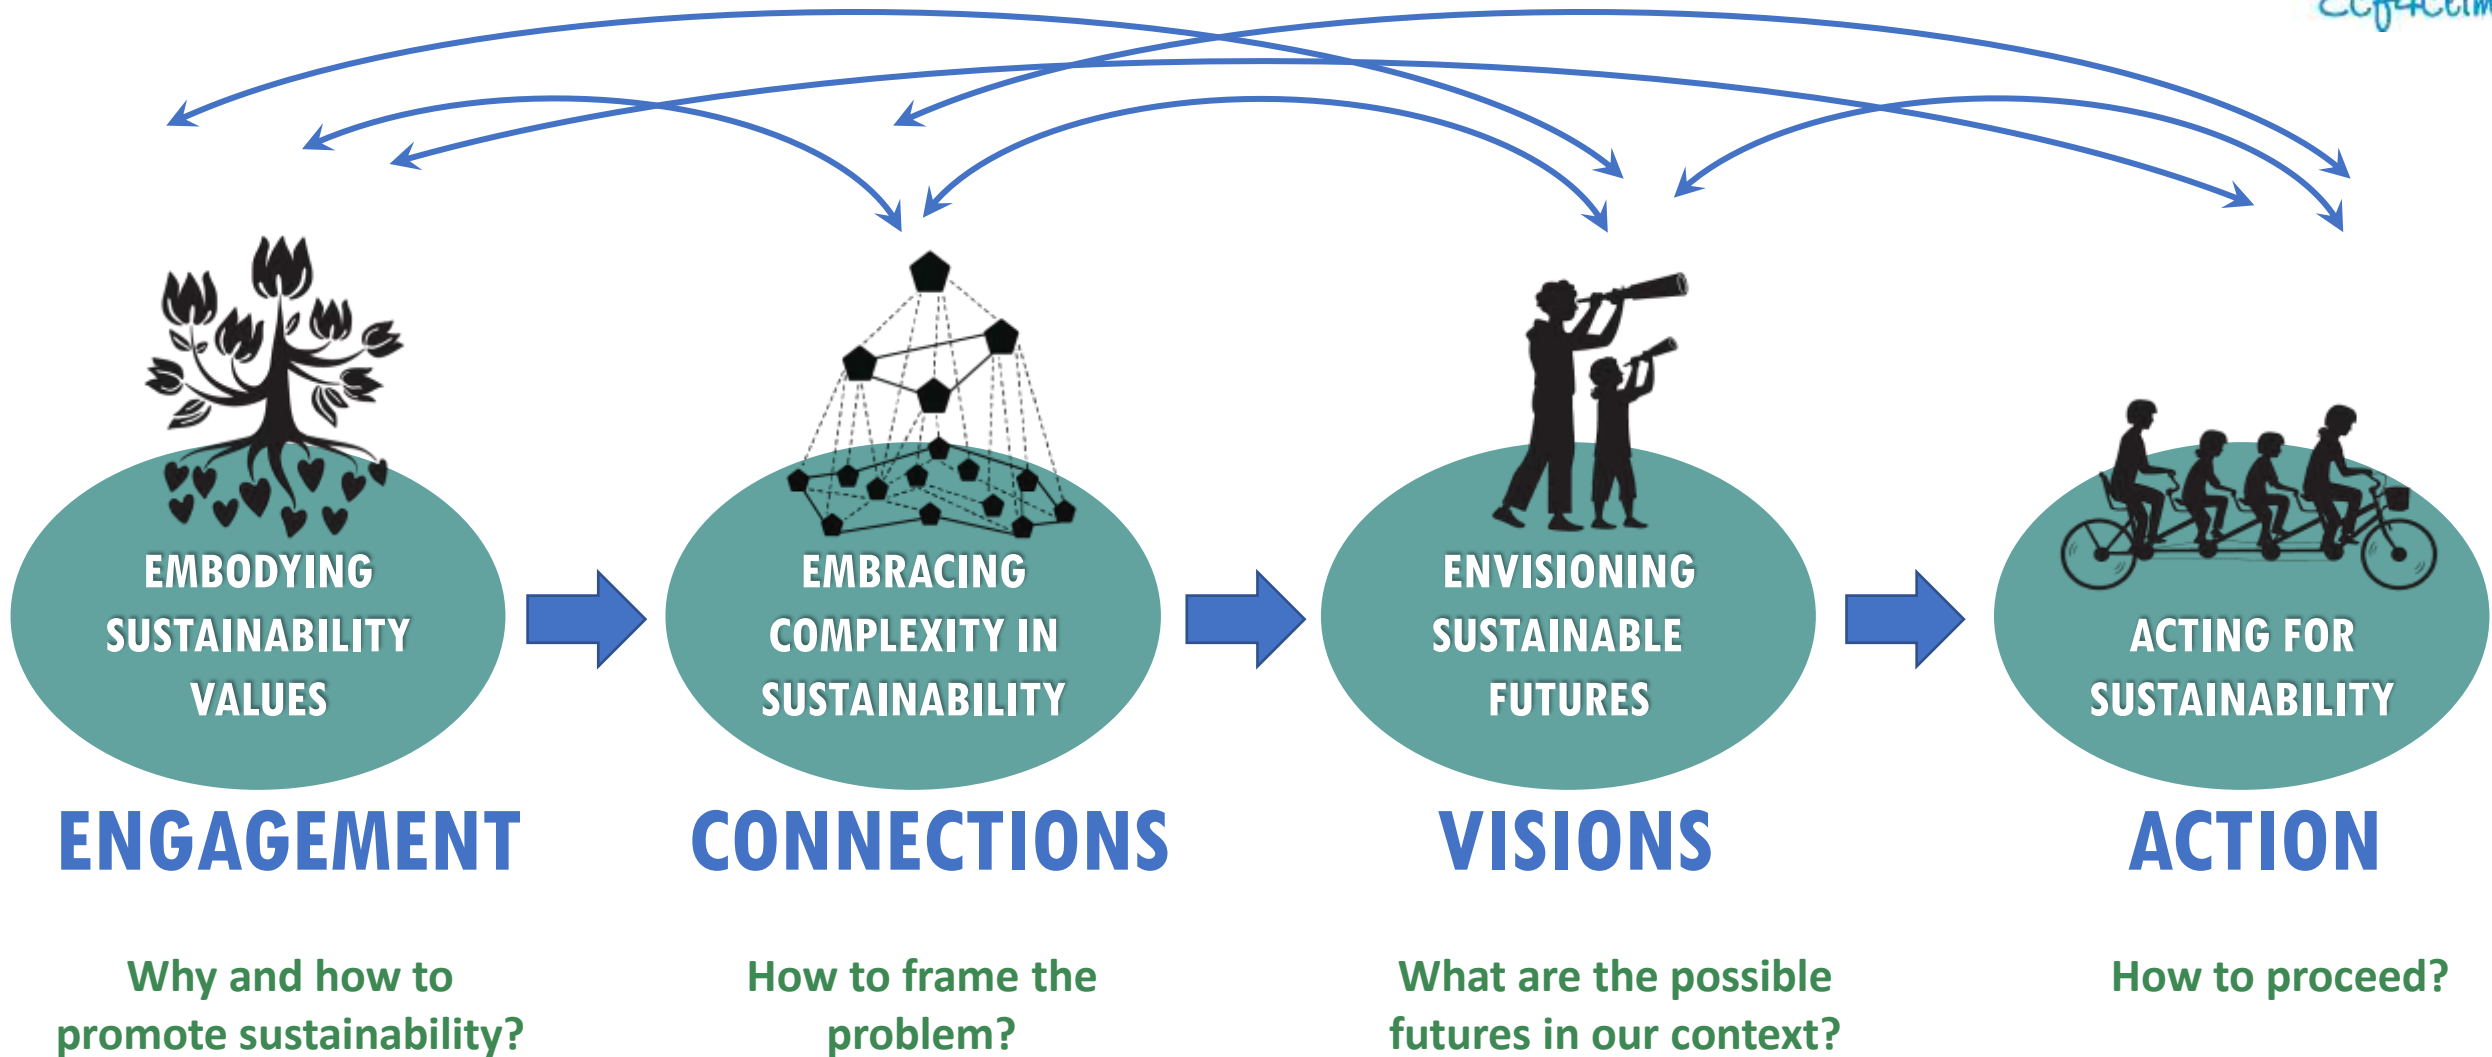 EMBODYING
SUSTAINABILITY
VALUES
EMBRACING
COMPLEXITY IN
SUSTAINABILITY
ENVISIONING
SUSTAINABLE
FUTURES
ACTING FOR
SUSTAINABILITY
ENGAGEMENT
CONNECTIONS
VISIONS
ACTION
Why and how to
promote sustainability?
How to frame the
problem?
What are the possible
futures in our context?
How to proceed?